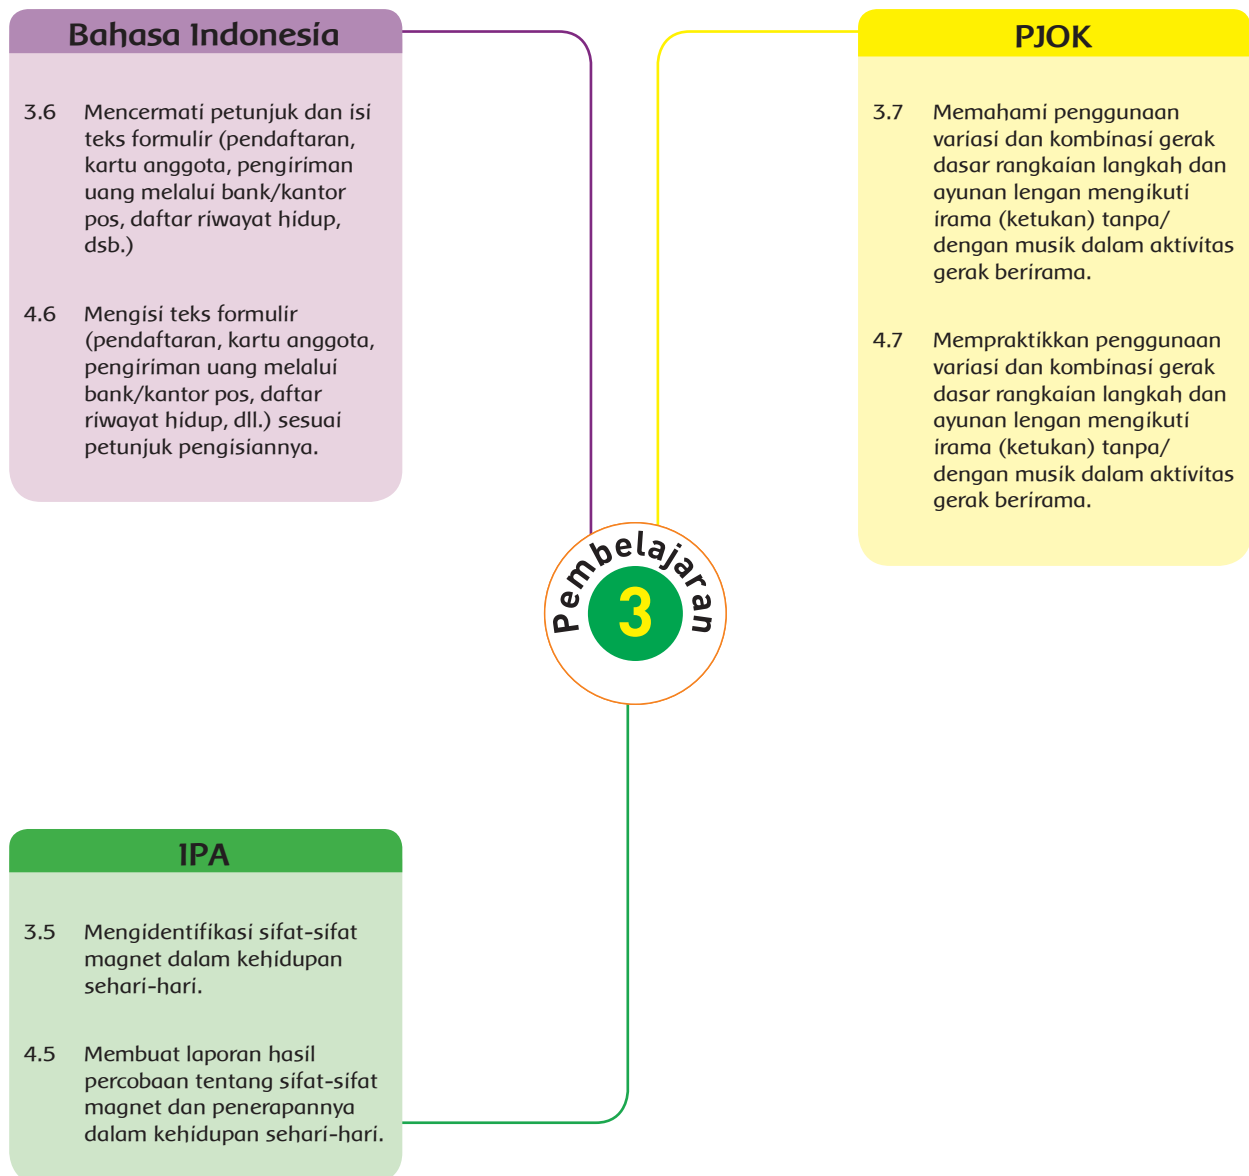 Bahasa Indonesia
3.6 Mencermati petunjuk dan isi
teks formulir (pendaftaran,
kartu anggota, pengiriman
uang melalui bank/kantor
pos, daftar riwayat hidup,
dsb.)
4.6 Mengisi teks formulir
(pendaftaran, kartu anggota,
pengiriman uang melalui
bank/kantor pos, daftar
riwayat hidup, dll.) sesuai
petunjuk pengisiannya.
PJOK
3.7 Memahami penggunaan
variasi dan kombinasi gerak
dasar rangkaian langkah dan
ayunan lengan mengikuti
irama (ketukan) tanpa/
dengan musik dalam aktivitas
gerak berirama.
4.7 Mempraktikkan penggunaan
variasi dan kombinasi gerak
dasar rangkaian langkah dan
ayunan lengan mengikuti
irama (ketukan) tanpa/
dengan musik dalam aktivitas
gerak berirama.
Pembelajaran
3
IPA
3.5 Mengidentifikasi sifat-sifat
magnet dalam kehidupan
sehari-hari.
4.5 Membuat laporan hasil
percobaan tentang sifat-sifat
magnet dan penerapannya
dalam kehidupan sehari-hari.